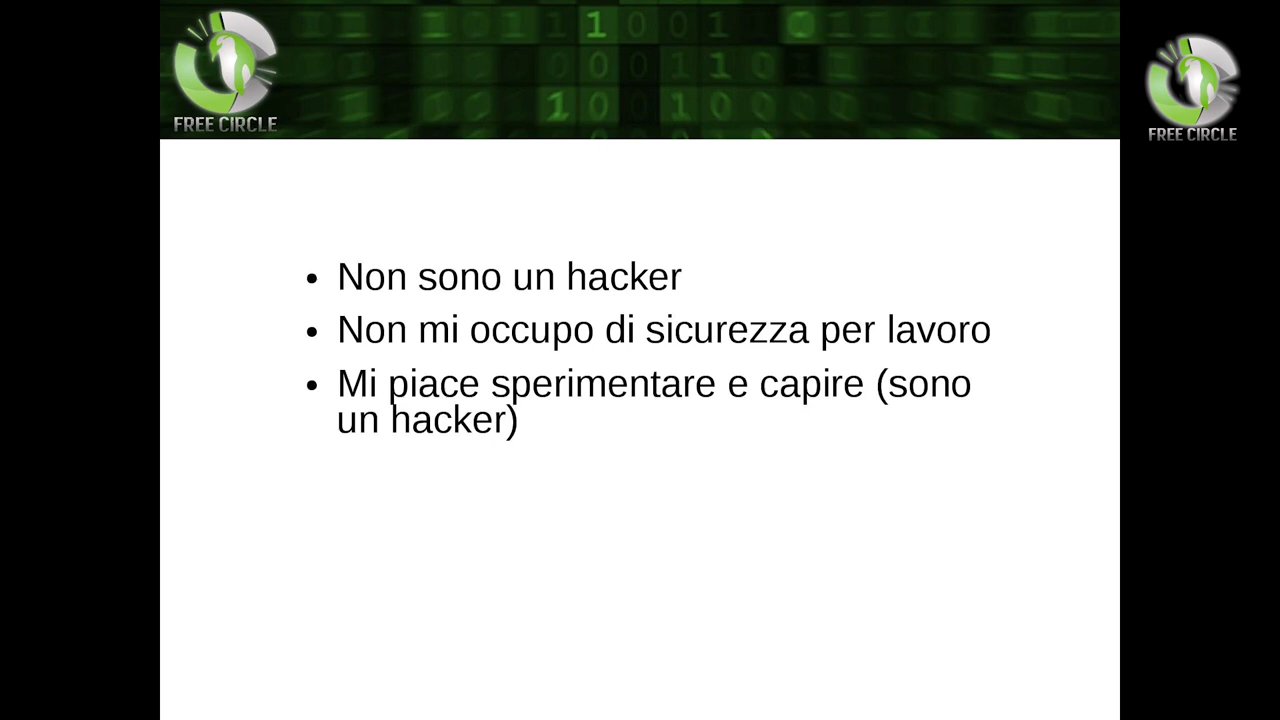 FREE CIRCLE
FREE CIRCLE
• Non sono un hacker
• Non mi occupo di sicurezza per lavoro
• Mi piace sperimentare e capire (sono
un hacker)